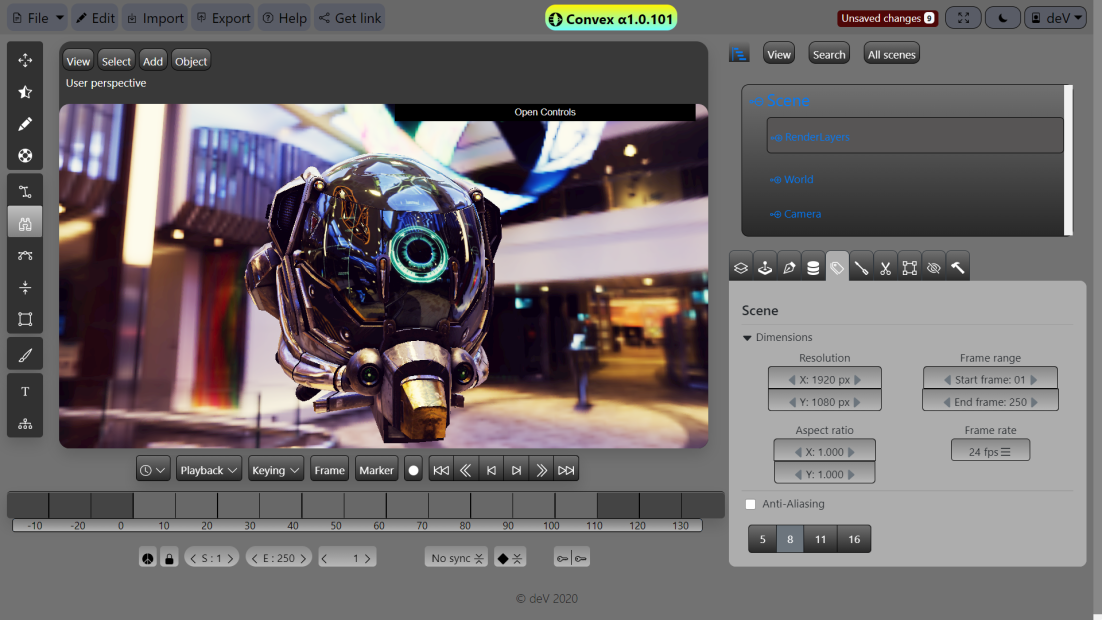 File Edit Import Export Help Get link
Convex α1.0.101
Unsaved changes 9
deV
View Select Add Object
User perspective
Open Controls
View Search All scenes
Scene
RenderLayers
World
Camera
Scene
Dimensions
Resolution Frame range
X: 1920 px Start frame: 01
Y: 1080 px End frame: 250
Aspect ratio Frame rate
X: 1.000 24 fps
Y: 1.000
Anti-Aliasing
5 8 11 16
T
Playback Keying Frame Marker
-10 -20 0 10 20 30 40 50 60 70 80 90 100 110 120 130
S : 1 E : 250 1 No sync
© deV 2020